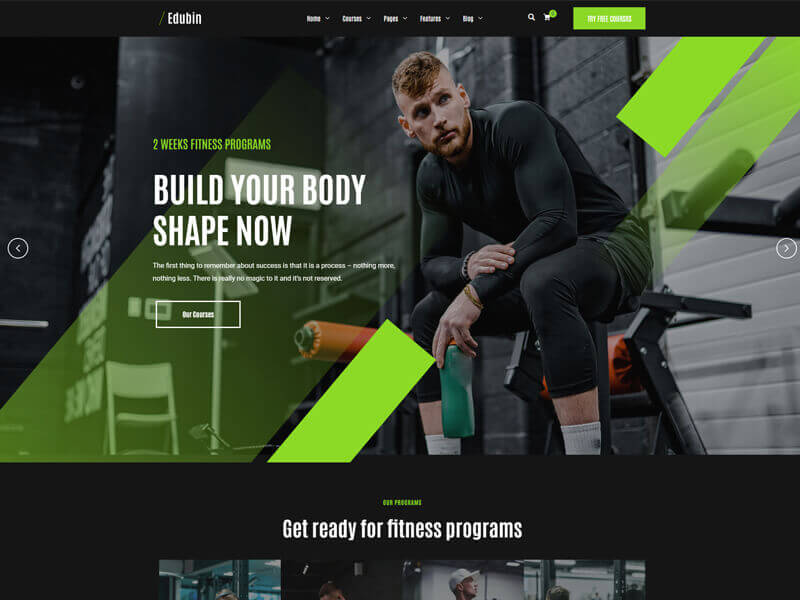 / Edubin
Home Courses Pages Features Blog
TRY FREE COURSES
2 WEEKS FITNESS PROGRAMS
BUILD YOUR BODY
SHAPE NOW
The first thing to remember about success is that it is a process – nothing more,
nothing less. There is really no magic to it and it's not reserved.
Our Courses
OUR PROGRAMS
Get ready for fitness programs